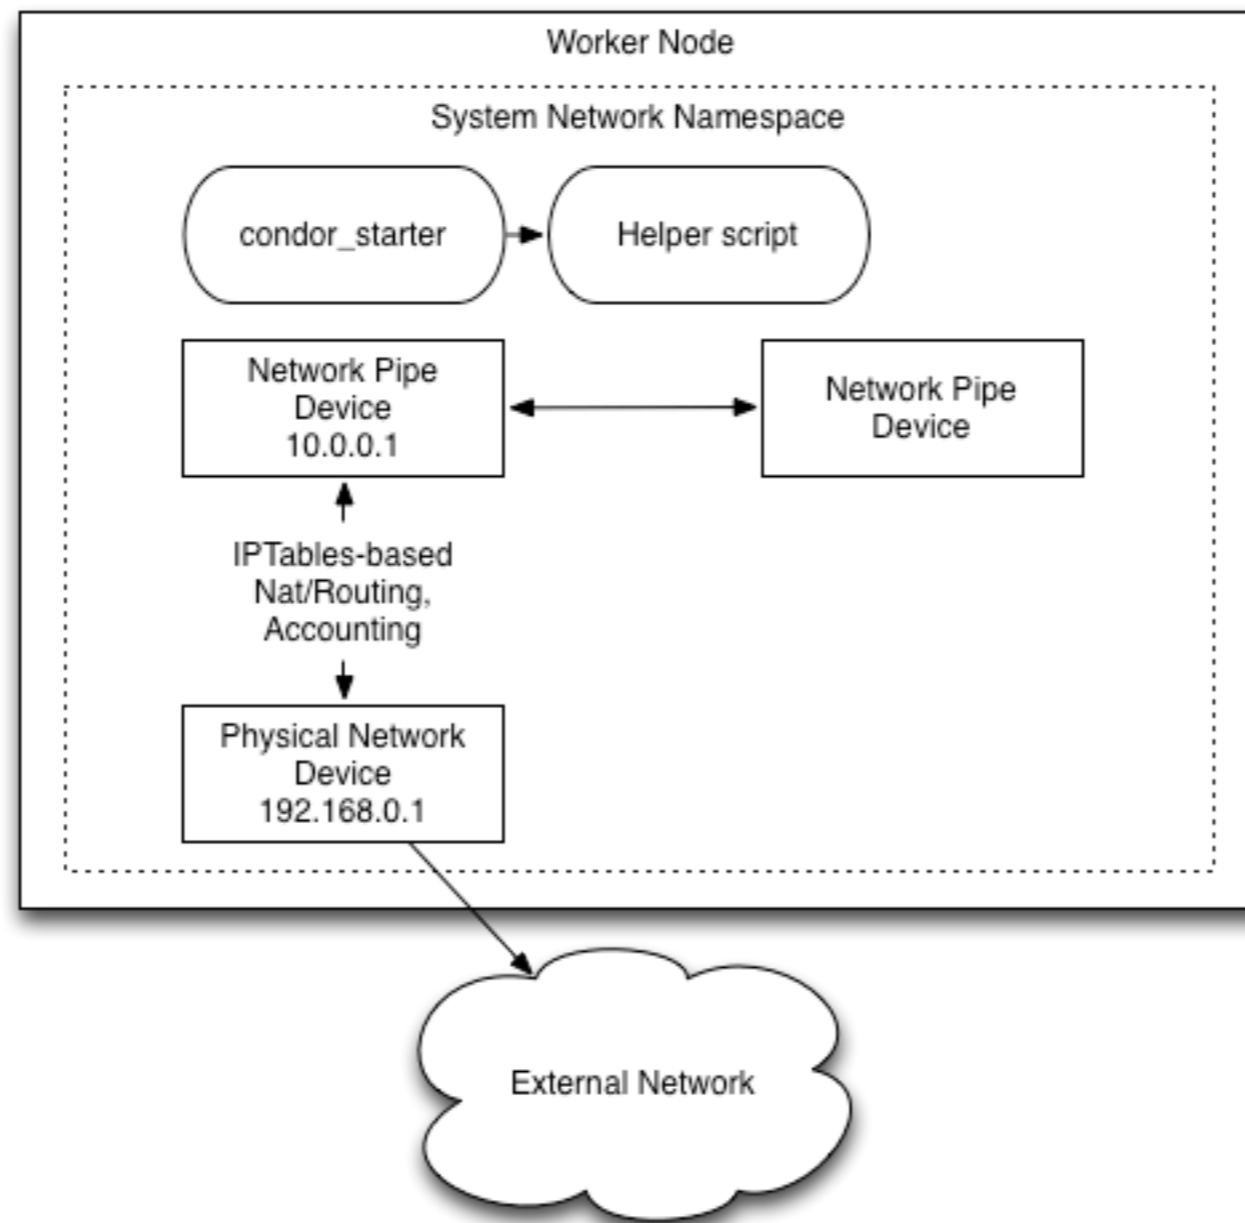 Worker Node
System Network Namespace
condor_starter
Helper script
Network Pipe
Device
10.0.0.1
Network Pipe
Device
IPTables-based
Nat/Routing,
Accounting
Physical Network
Device
192.168.0.1
External Network